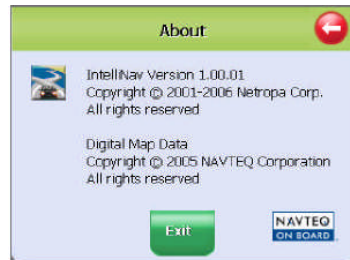 About
IntelliNav Version 1.00.01
Copyright © 2001-2006 Netropa Corp.
All rights reserved
Digital Map Data
Copyright © 2005 NAVTEQ Corporation
All rights reserved
Exit
NAVTEQ
ON BOARD